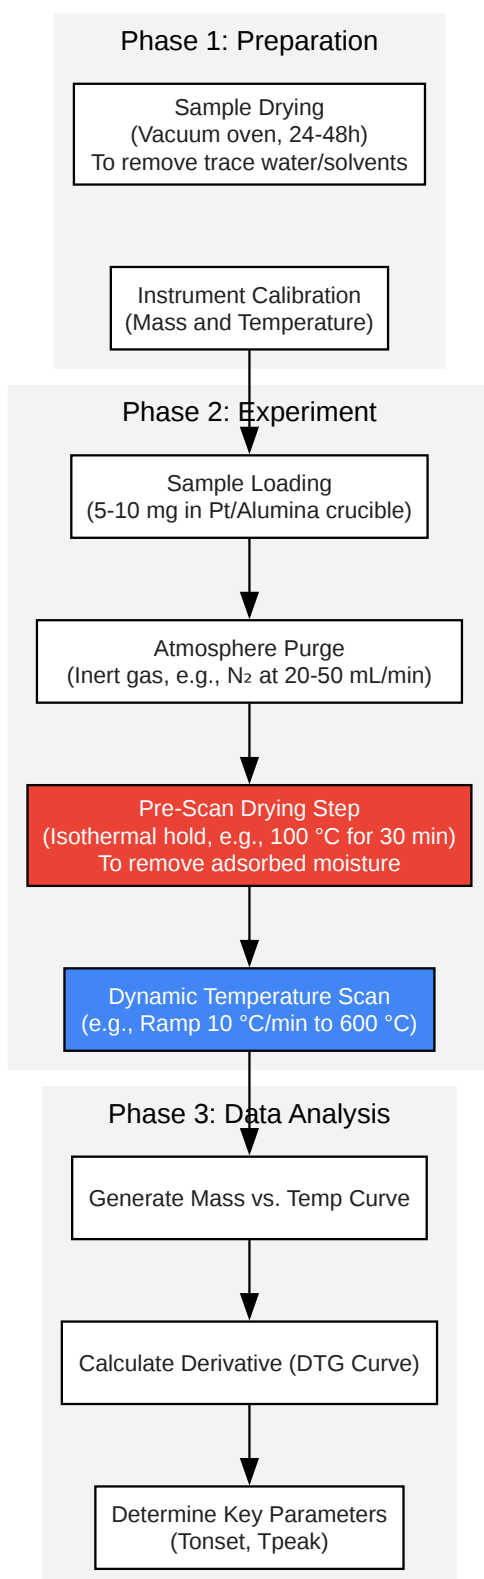 Phase 1: Preparation
Sample Drying
(Vacuum oven, 24-48h)
To remove trace water/solvents
Instrument Calibration
(Mass and Temperature)
Phase 2: Experiment
Sample Loading
(5-10 mg in Pt/Alumina crucible)
Atmosphere Purge
(Inert gas, e.g., N₂ at 20-50 mL/min)
Pre-Scan Drying Step
(Isothermal hold, e.g., 100 °C for 30 min)
To remove adsorbed moisture
Dynamic Temperature Scan
(e.g., Ramp 10 °C/min to 600 °C)
Phase 3: Data Analysis
Generate Mass vs. Temp Curve
Calculate Derivative (DTG Curve)
Determine Key Parameters
(Tonset, Tpeak)